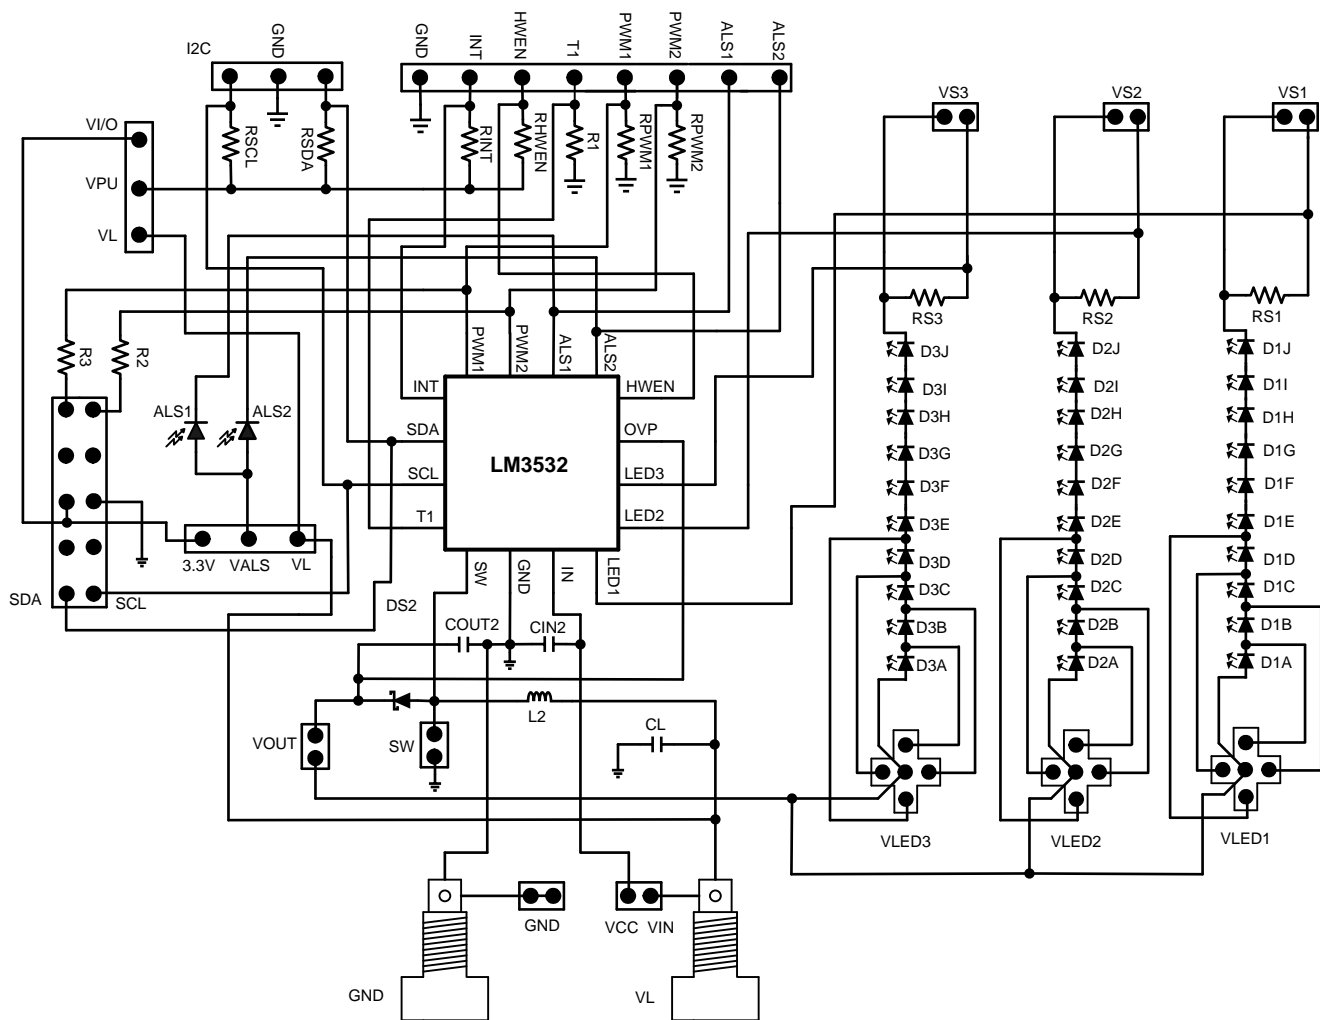 GND
INT
HWEN
T1
PWM1
PWM2
ALS1
ALS2
I2C
GND
VS3
VS2
VS1
VI/O
VPU
VL
RSCL
RSDA
RINT
RHWEN
R1
RPWM1
RPWM2
RS3
RS2
RS1
R3
R2
PWM1
PWM2
ALS1
ALS2
ALS1
ALS2
INT
SDA
SCL
T1
HWEN
OVP
LED3
LED2
LM3532
SW
GND
IN
LED1
3.3V
VALS
VL
SDA
SCL
DS2
COUT2
CIN2
L2
VOUT
SW
CL
D3J
D3I
D3H
D3G
D3F
D3E
D3D
D3C
D3B
D3A
D2J
D2I
D2H
D2G
D2F
D2E
D2D
D2C
D2B
D2A
D1J
D1I
D1H
D1G
D1F
D1E
D1D
D1C
D1B
D1A
VLED3
VLED2
VLED1
GND
VCC
VIN
GND
VL